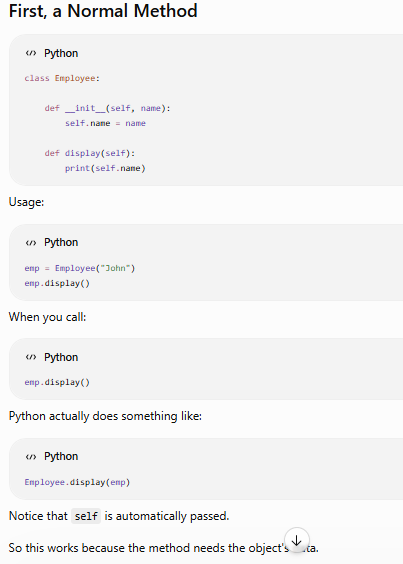 First, a Normal Method
Python
class Employee:
    def __init__(self, name):
        self.name = name
    def display(self):
        print(self.name)
Usage:
Python
emp = Employee("John")
emp.display()
When you call:
Python
emp.display()
Python actually does something like:
Python
Employee.display(emp)
Notice that self is automatically passed.
So this works because the method needs the object's